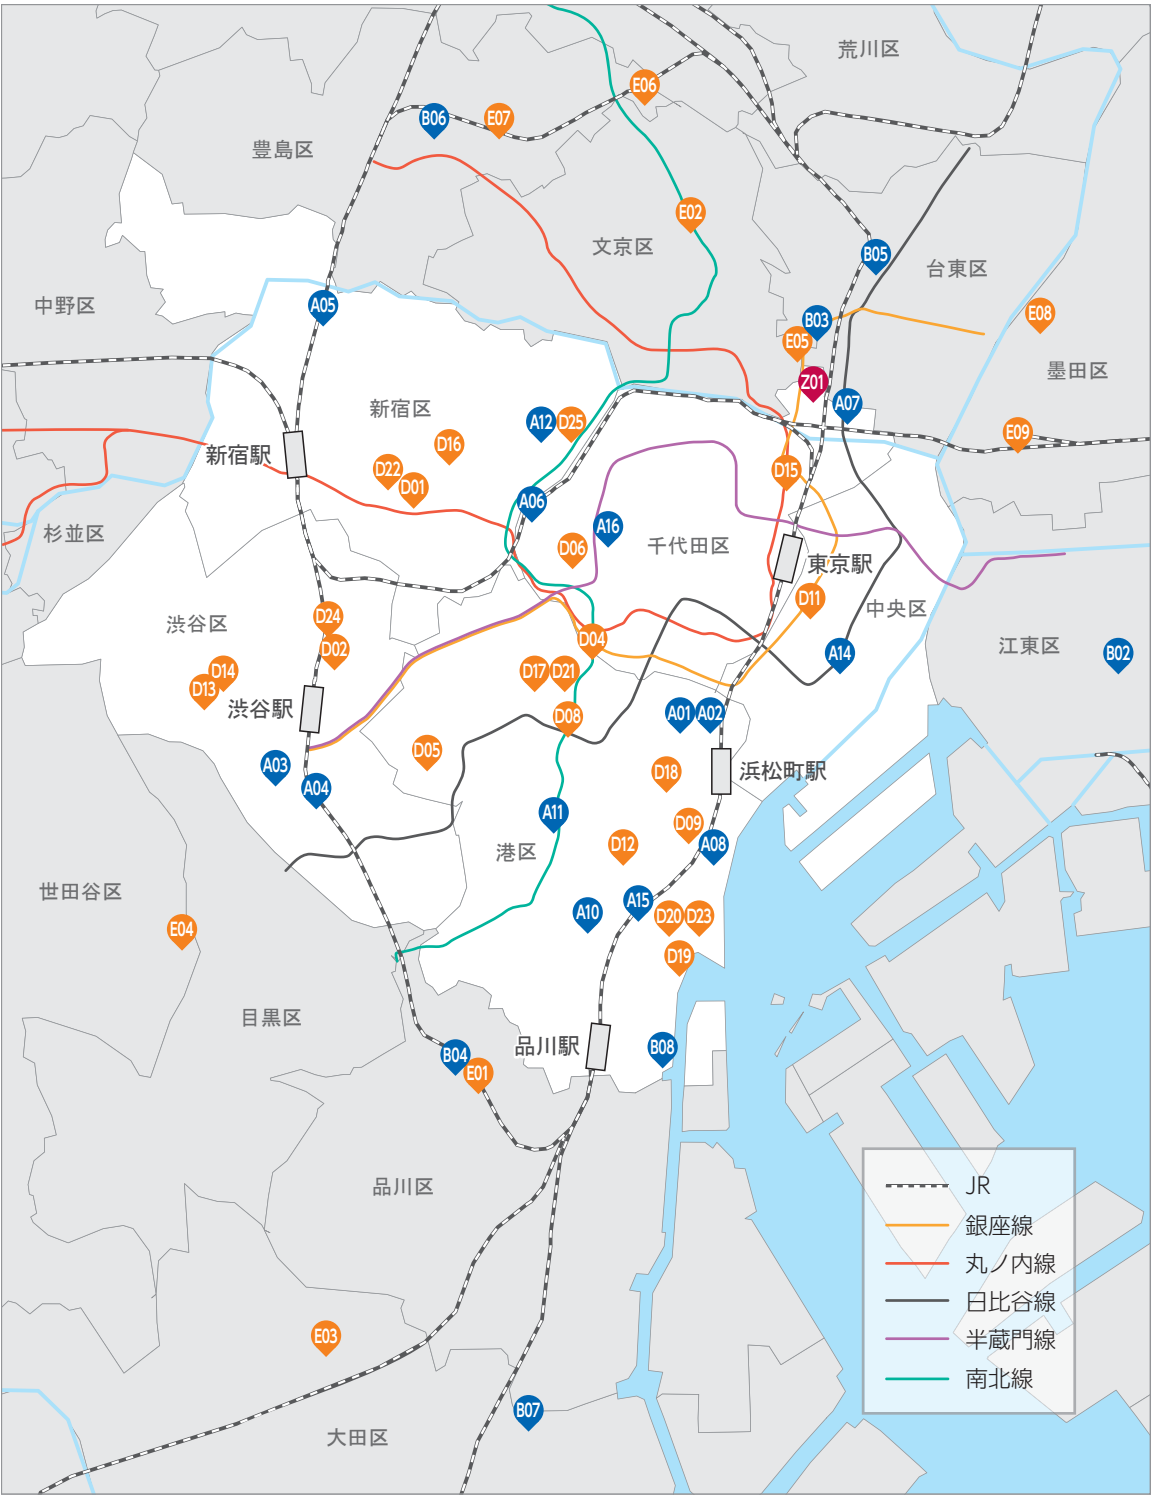 荒川区
E06
B06
E07
豊島区
E02
文京区
B05
台東区
中野区
A05
B03
E08
E05
墨田区
Z01
A07
新宿区
A12
D25
E09
D16
新宿駅
D22
D15
D01
A06
A16
杉並区
D06
千代田区
東京駅
D11
中央区
渋谷区
D24
D04
江東区
D02
A14
B02
D14
D17
D21
D13
渋谷駅
A01
A02
D08
D05
A03
D18
浜松町駅
A04
A11
D09
D12
A08
港区
世田谷区
A15
A10
D20
D23
E04
D19
目黒区
品川駅
B08
B04
E01
品川区
JR
銀座線
丸ノ内線
日比谷線
半蔵門線
南北線
E03
B07
大田区